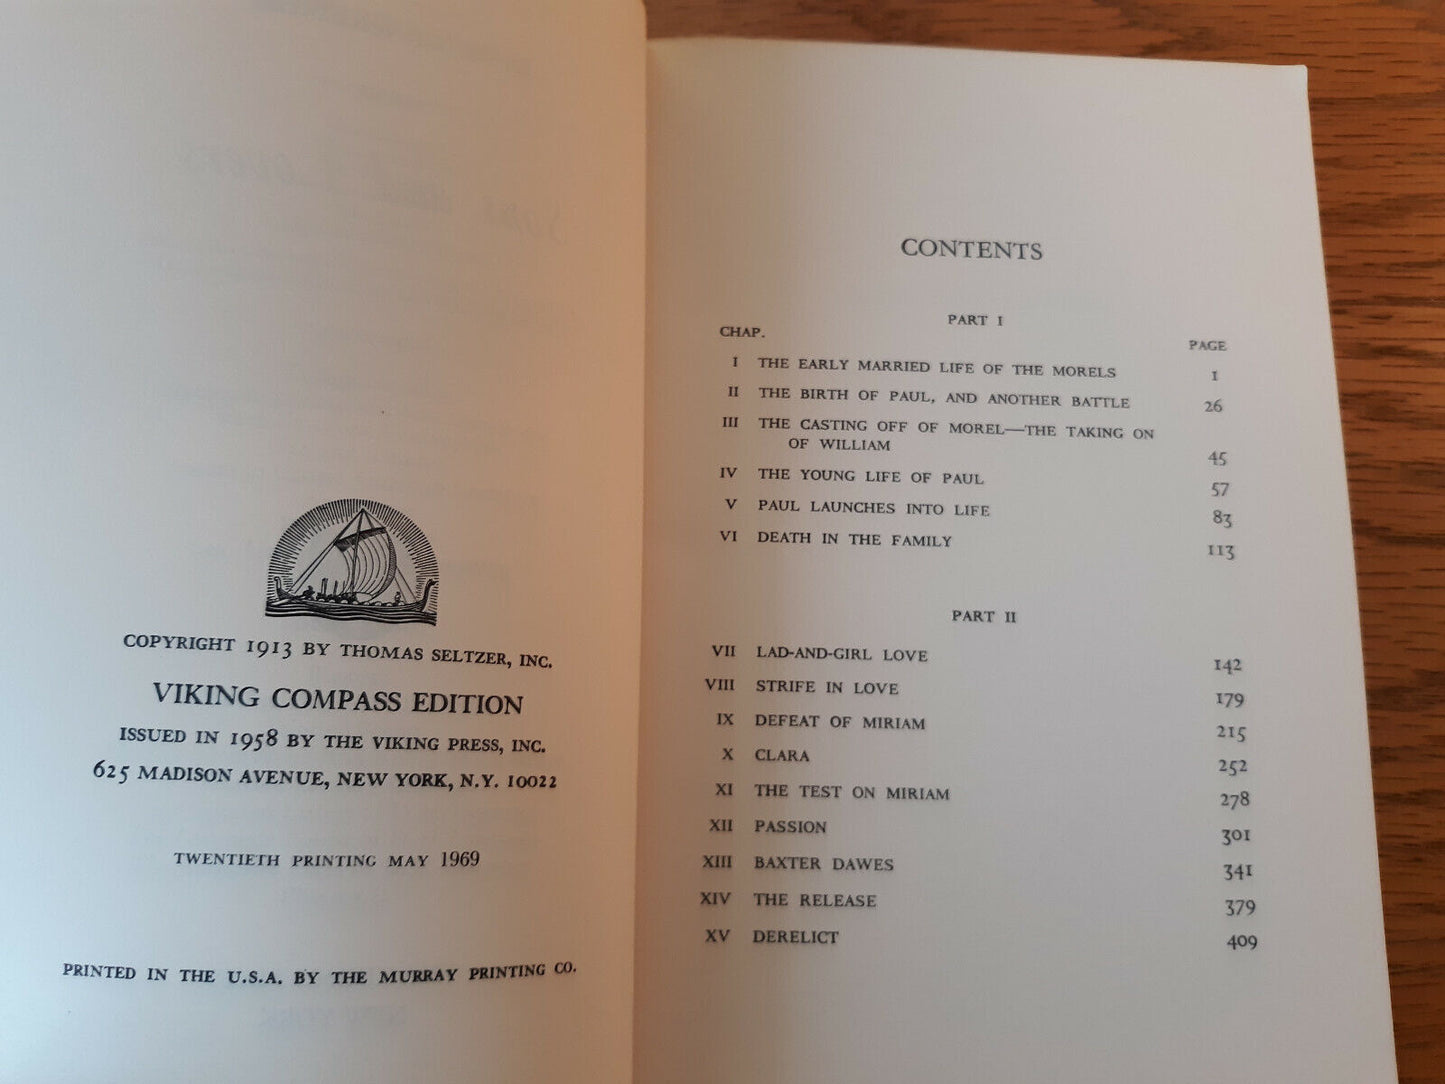 COPYRIGHT 1913 BY THOMAS SELTZER, INC.
VIKING COMPASS EDITION
ISSUED IN 1958 BY THE VIKING PRESS, INC.
625 MADISON AVENUE, NEW YORK, N.Y. 10022
TWENTIETH PRINTING MAY 1969
PRINTED IN THE U.S.A. BY THE MURRAY PRINTING CO.
CONTENTS
PART I
CHAP. PAGE
I THE EARLY MARRIED LIFE OF THE MORELS 1
II THE BIRTH OF PAUL, AND ANOTHER BATTLE 26
III THE CASTING OFF OF MOREL—THE TAKING ON
OF WILLIAM 45
IV THE YOUNG LIFE OF PAUL 57
V PAUL LAUNCHES INTO LIFE 83
VI DEATH IN THE FAMILY 113
PART II
VII LAD-AND-GIRL LOVE 142
VIII STRIFE IN LOVE 179
IX DEFEAT OF MIRIAM 215
X CLARA 252
XI THE TEST ON MIRIAM 278
XII PASSION 301
XIII BAXTER DAWES 341
XIV THE RELEASE 379
XV DERELICT 409